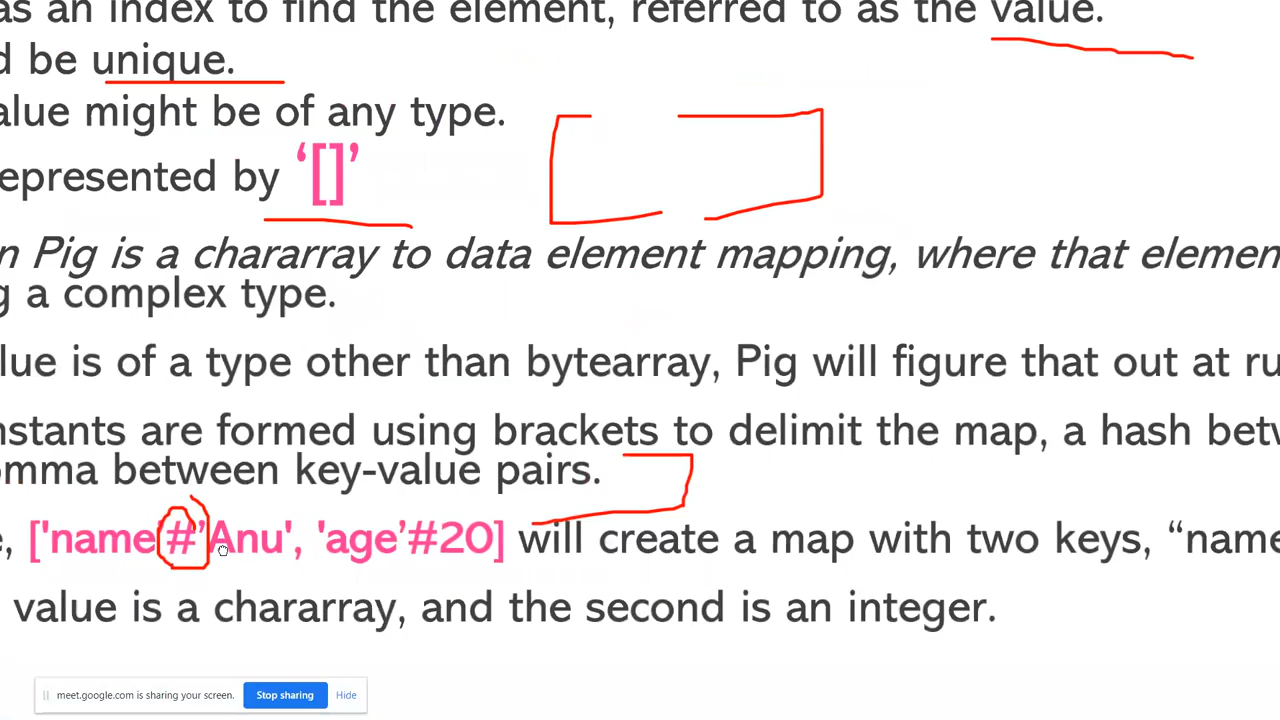 as an index to find the element, referred to as the value.
d be unique.
alue might be of any type.
epresented by ‘[]’
n Pig is a chararray to data element mapping, where that elemen
g a complex type.
lue is of a type other than bytearray, Pig will figure that out at ru
nstants are formed using brackets to delimit the map, a hash betw
omma between key-value pairs.
e, ['name'#’Anu', 'age’#20] will create a map with two keys, “name
value is a chararray, and the second is an integer.
meet.google.com is sharing your screen. Stop sharing Hide